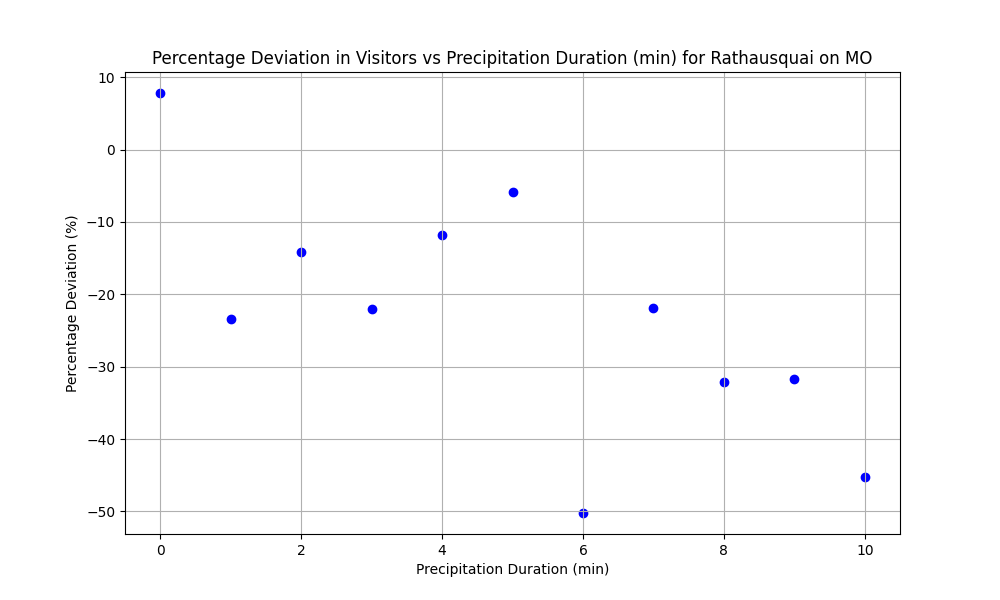 Percentage Deviation in Visitors vs Precipitation Duration (min) for Rathausquai on MO
Percentage Deviation (%)
10
0
−10
−20
−30
−40
−50
0 2 4 6 8 10
Precipitation Duration (min)